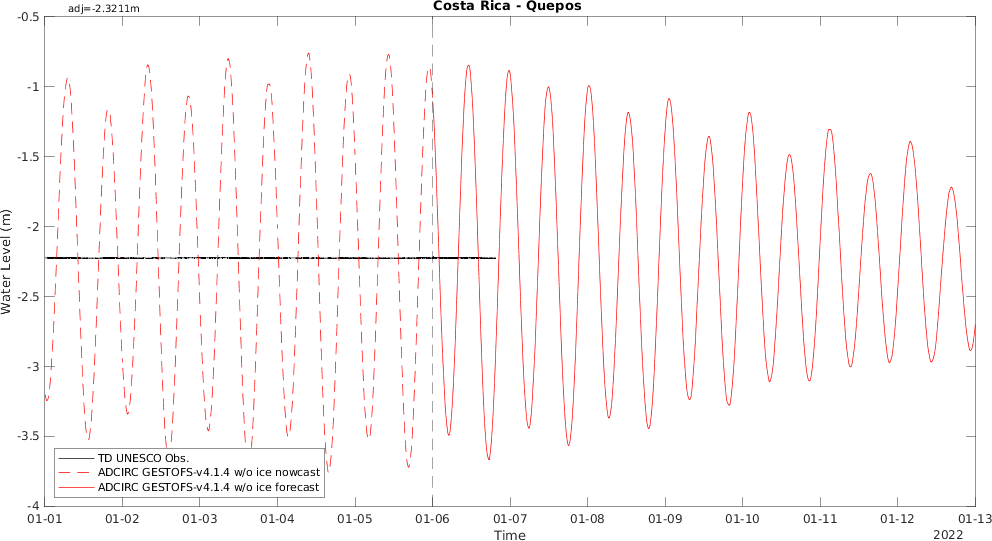 adj=-2.3211m
Costa Rica - Quepos
-0.5
-1
-1.5
-2
-2.5
-3
-3.5
-4
Water Level (m)
TD UNESCO Obs.
ADCIRC GESTOFS-v4.1.4 w/o ice nowcast
ADCIRC GESTOFS-v4.1.4 w/o ice forecast
01-01 01-02 01-03 01-04 01-05 01-06 01-07 01-08 01-09 01-10 01-11 01-12 01-13
Time
2022